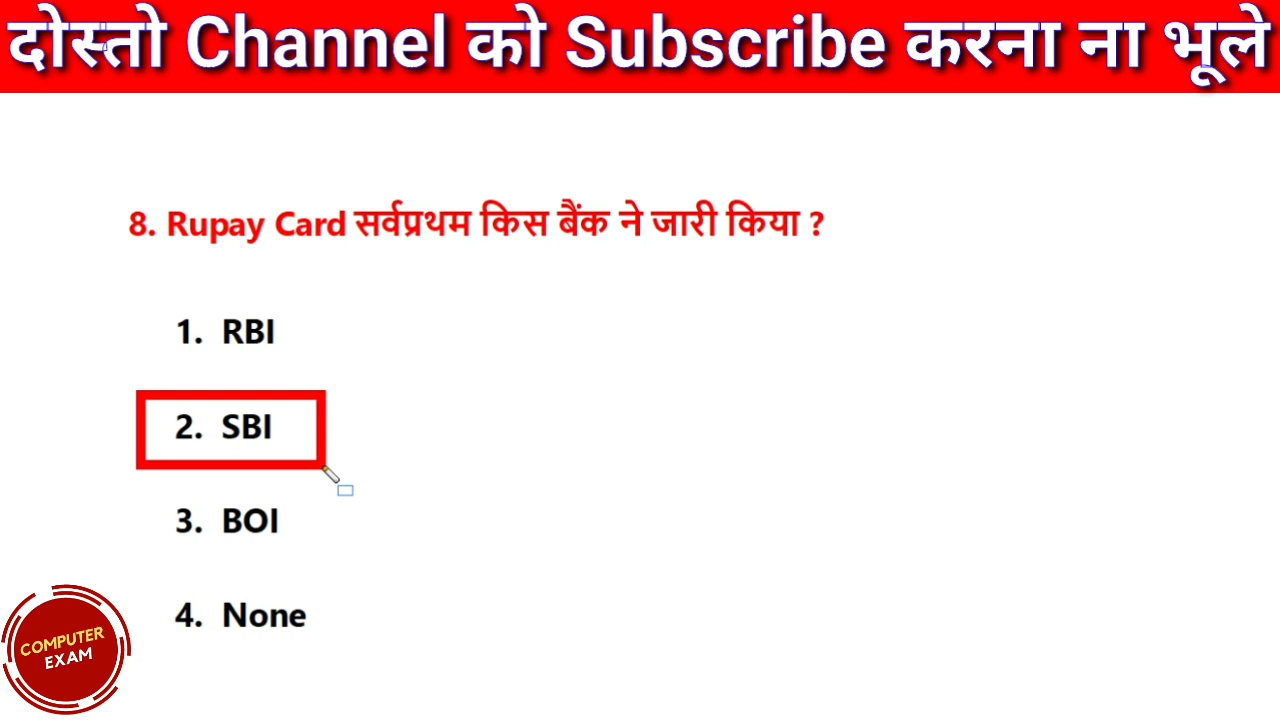 दोस्तो Channel को Subscribe करना ना भूले
8. Rupay Card सर्वप्रथम किस बैंक ने जारी किया ?
1. RBI
2. SBI
3. BOI
4. None
COMPUTER
EXAM